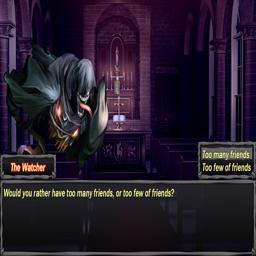 Too many friends
Too few of friends
The Watcher
Would you rather have too many friends, or too few of friends?